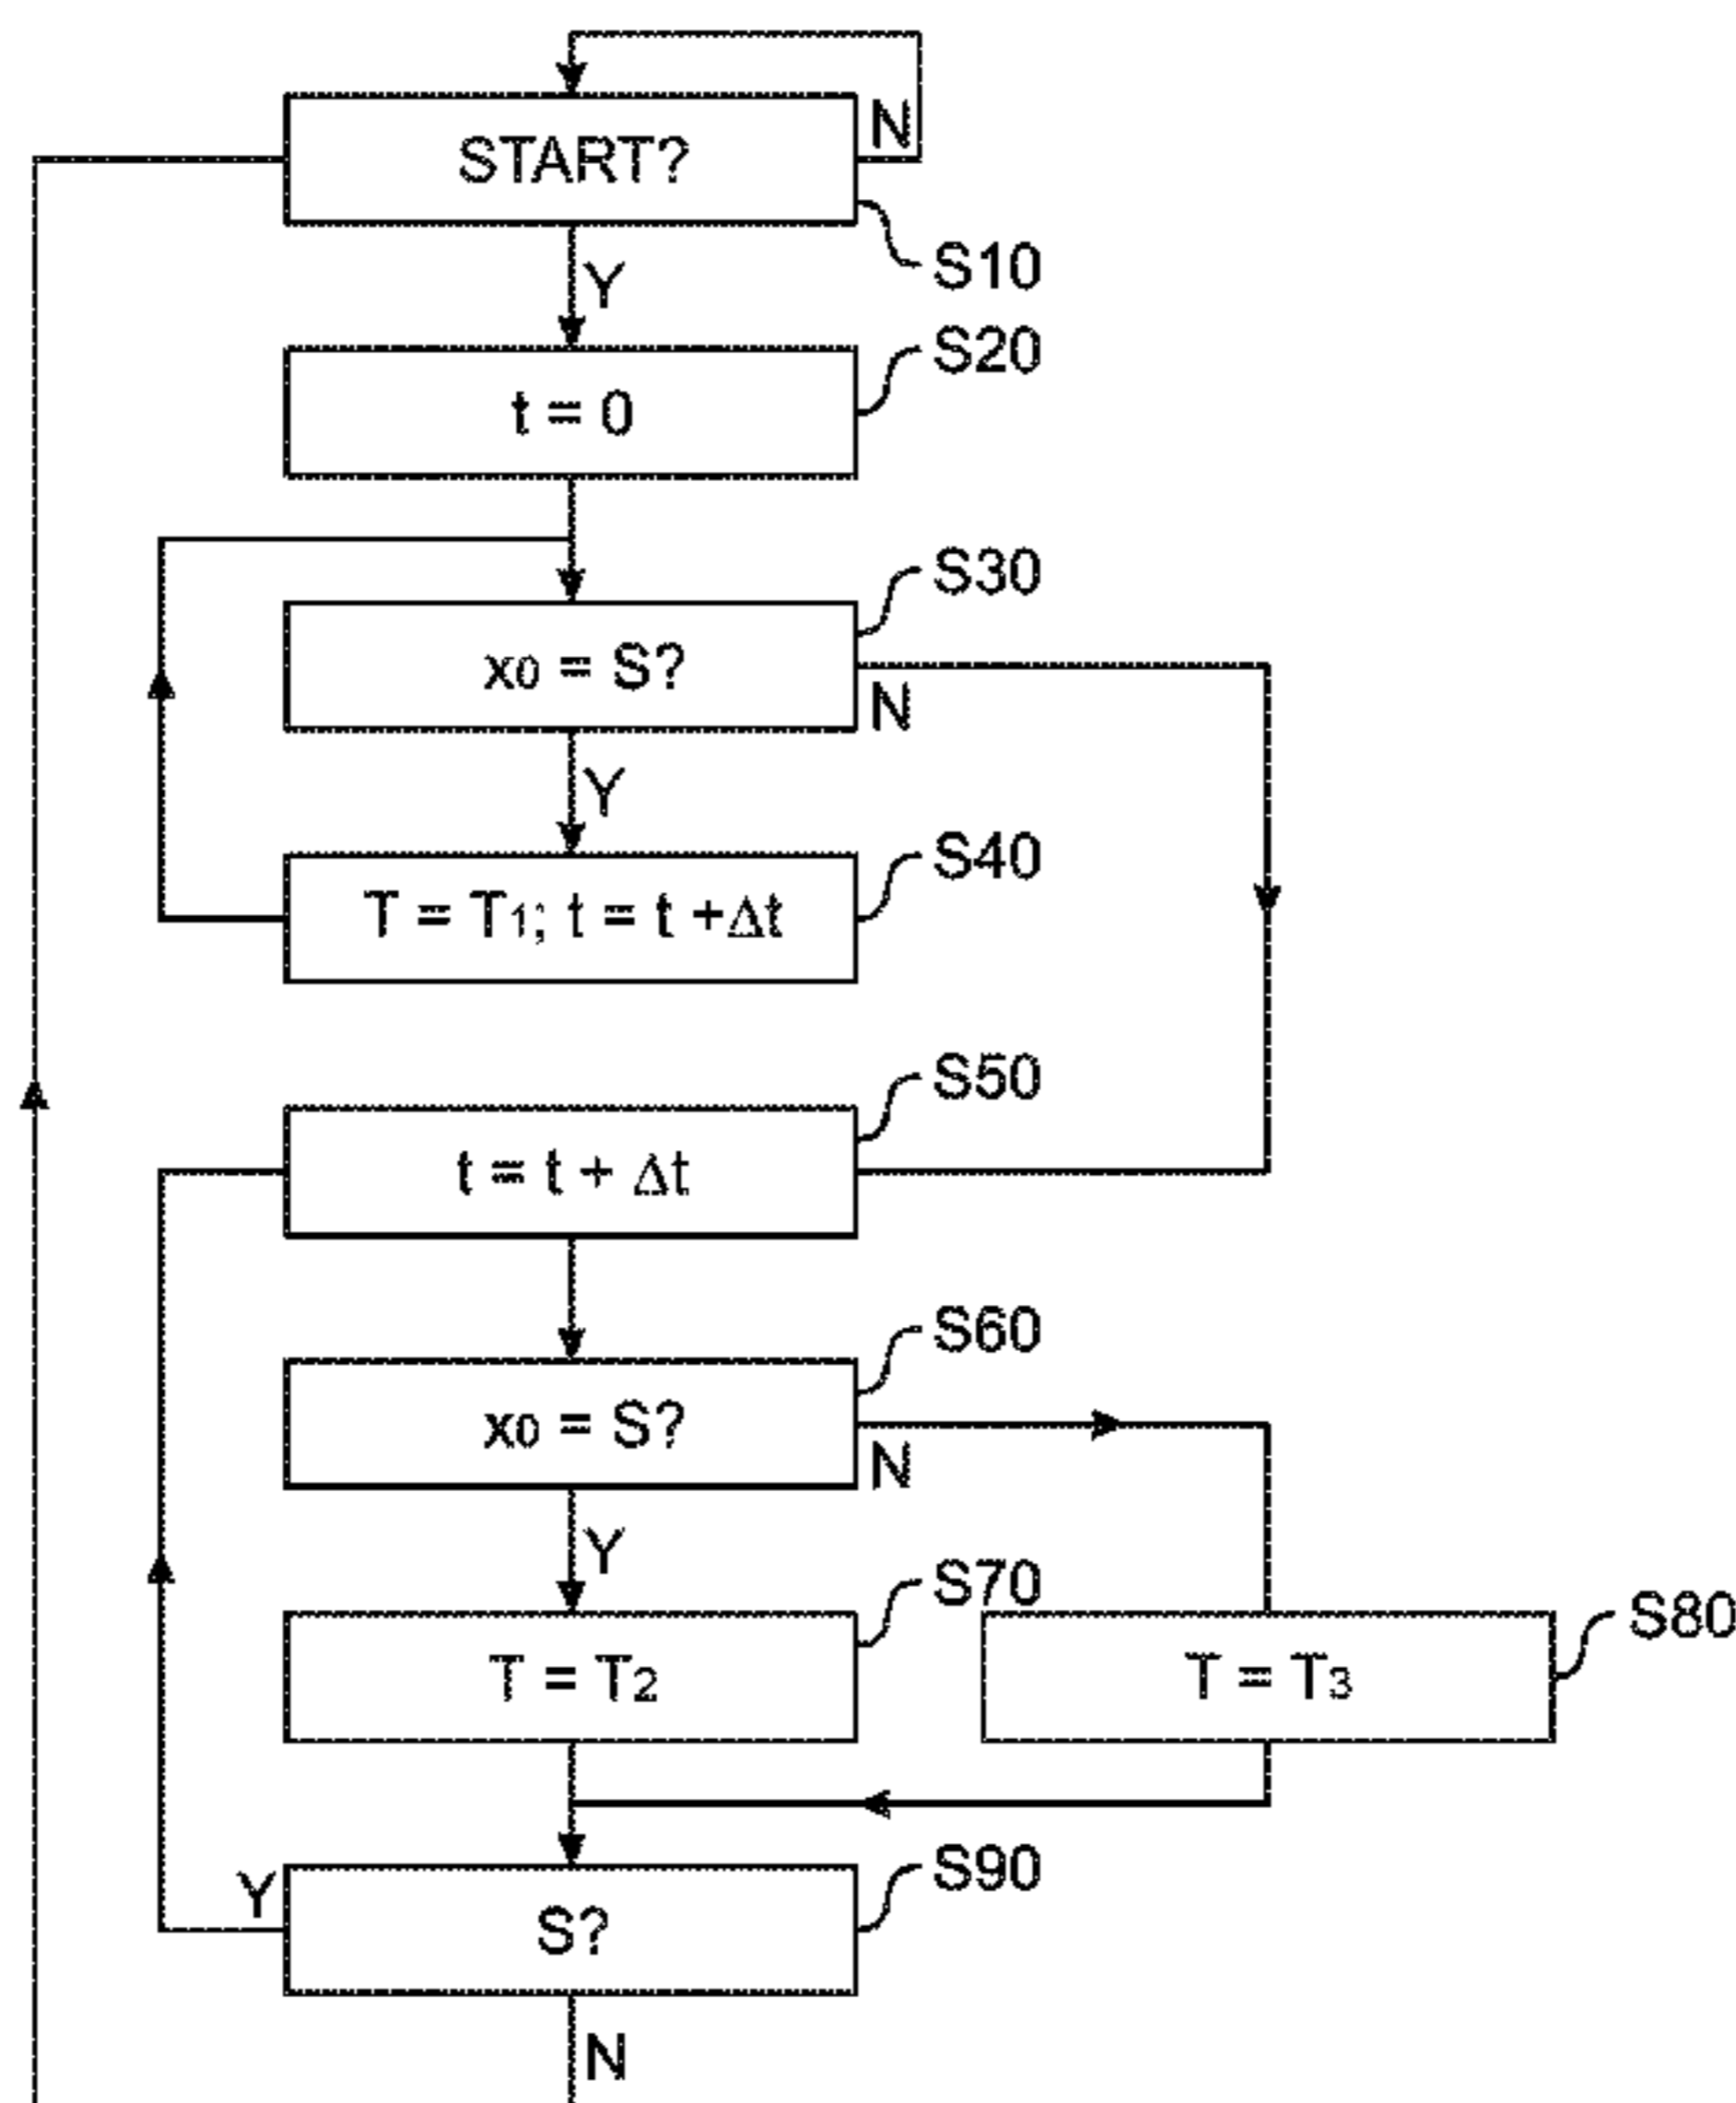 N
START?
S10
Y
S20
t = 0
S30
x0 = S?
N
Y
S40
T = T1; t = t +Δt
S50
t = t + Δt
S60
x0 = S?
N
Y
S70
S80
T = T2
T = T3
S90
Y
S?
N